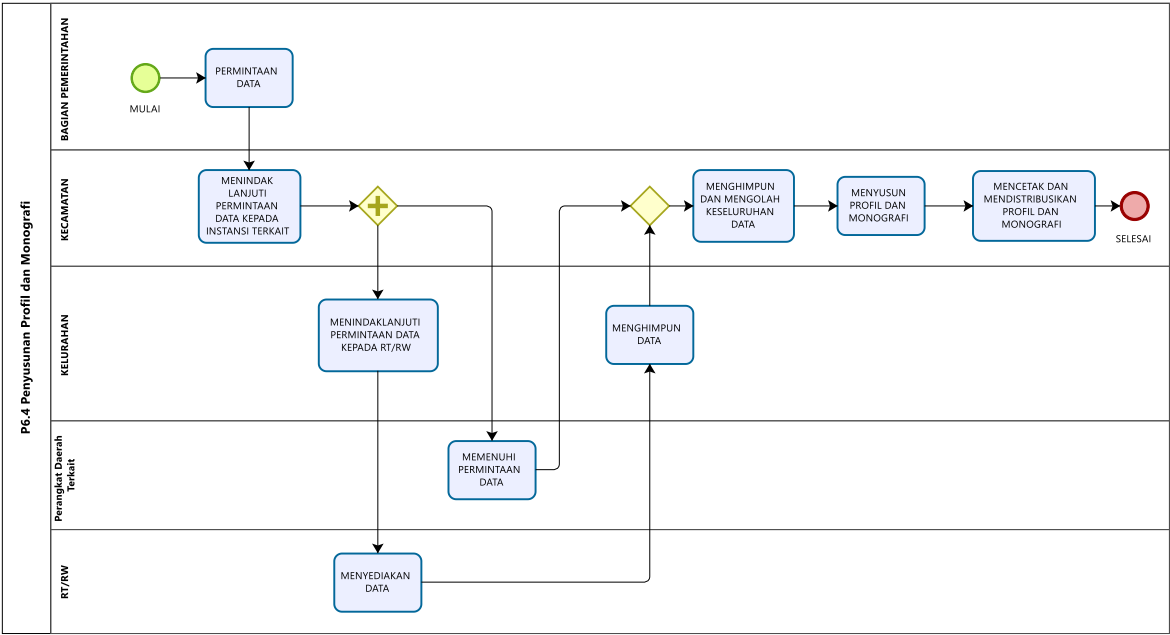 P6.4 Penyusunan Profil dan Monografi
BAGIAN PEMERINTAHAN
MULAI
PERMINTAAN
DATA
KECAMATAN
MENINDAK
LANJUTI
PERMINTAAN
DATA KEPADA
INSTANSI TERKAIT
MENGHIMPUN
DAN MENGOLAH
KESELURUHAN
DATA
MENYUSUN
PROFIL DAN
MONOGRAFI
MENCETAK DAN
MENDISTRIBUSIKAN
PROFIL DAN
MONOGRAFI
SELESAI
KELURAHAN
MENINDAKLANJUTI
PERMINTAAN DATA
KEPADA RT/RW
MENGHIMPUN
DATA
Perangkat Daerah
Terkait
MEMENUHI
PERMINTAAN
DATA
RT/RW
MENYEDIAKAN
DATA